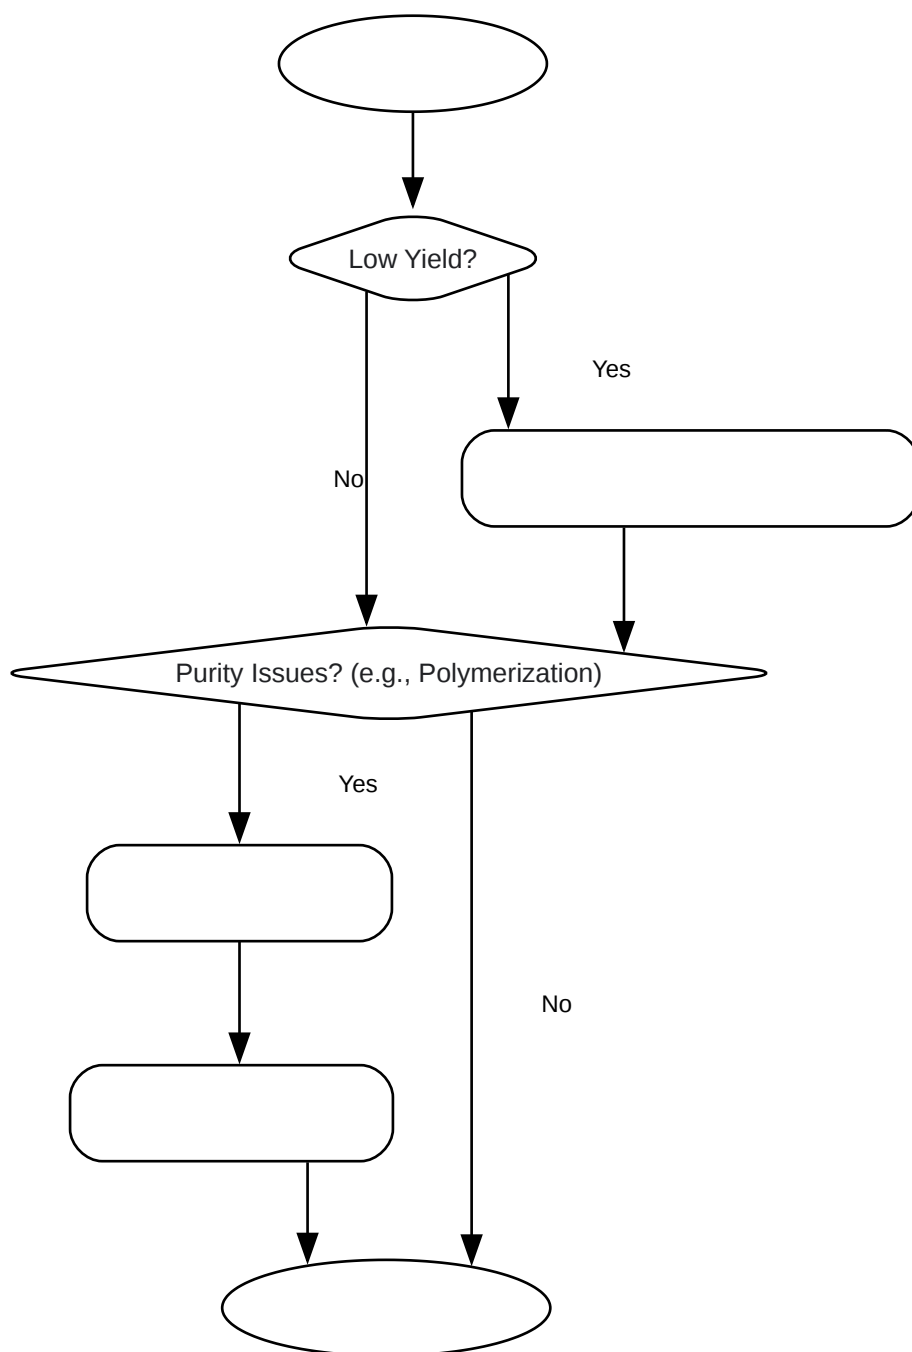 Low Yield?
Yes
No
Purity Issues? (e.g., Polymerization)
Yes
No